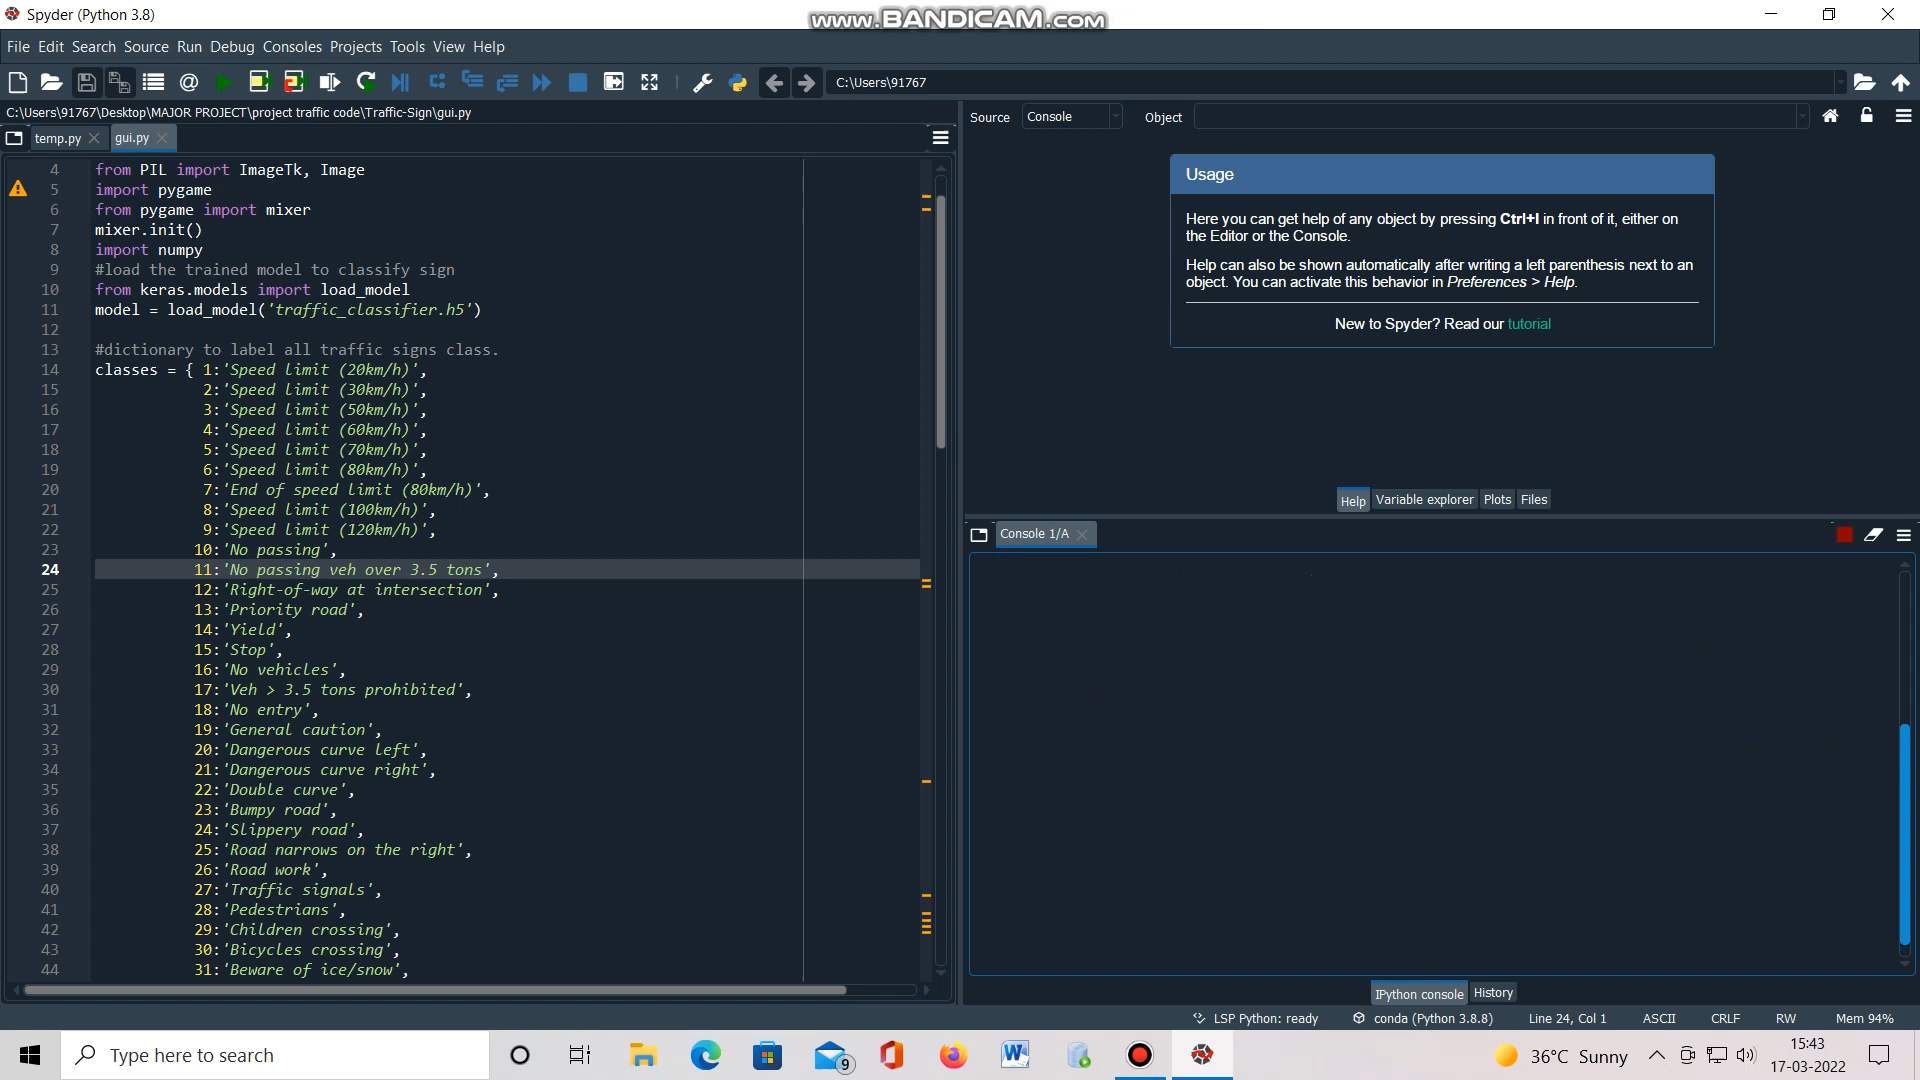 Spyder (Python 3.8)
www.BANDICAM.com
File Edit Search Source Run Debug Consoles Projects Tools View Help
C:\Users\91767
C:\Users\91767\Desktop\MAJOR PROJECT\project traffic code\Traffic-Sign\gui.py
temp.py
gui.py
4 from PIL import ImageTk, Image
5 import pygame
6 from pygame import mixer
7 mixer.init()
8 import numpy
9 #load the trained model to classify sign
10 from keras.models import load_model
11 model = load_model('traffic_classifier.h5')
12
13 #dictionary to label all traffic signs class.
14 classes = { 1:'Speed limit (20km/h)',
15 2:'Speed limit (30km/h)',
16 3:'Speed limit (50km/h)',
17 4:'Speed limit (60km/h)',
18 5:'Speed limit (70km/h)',
19 6:'Speed limit (80km/h)',
20 7:'End of speed limit (80km/h)',
21 8:'Speed limit (100km/h)',
22 9:'Speed limit (120km/h)',
23 10:'No passing',
24 11:'No passing veh over 3.5 tons',
25 12:'Right-of-way at intersection',
26 13:'Priority road',
27 14:'Yield',
28 15:'Stop',
29 16:'No vehicles',
30 17:'Veh > 3.5 tons prohibited',
31 18:'No entry',
32 19:'General caution',
33 20:'Dangerous curve left',
34 21:'Dangerous curve right',
35 22:'Double curve',
36 23:'Bumpy road',
37 24:'Slippery road',
38 25:'Road narrows on the right',
39 26:'Road work',
40 27:'Traffic signals',
41 28:'Pedestrians',
42 29:'Children crossing',
43 30:'Bicycles crossing',
44 31:'Beware of ice/snow',
Source Console Object
Usage
Here you can get help of any object by pressing Ctrl+I in front of it, either on
the Editor or the Console.
Help can also be shown automatically after writing a left parenthesis next to an
object. You can activate this behavior in Preferences > Help.
New to Spyder? Read our tutorial
Help Variable explorer Plots Files
Console 1/A
IPython console History
LSP Python: ready conda (Python 3.8.8) Line 24, Col 1 ASCII CRLF RW Mem 94%
Type here to search
9
36°C Sunny
15:43
17-03-2022